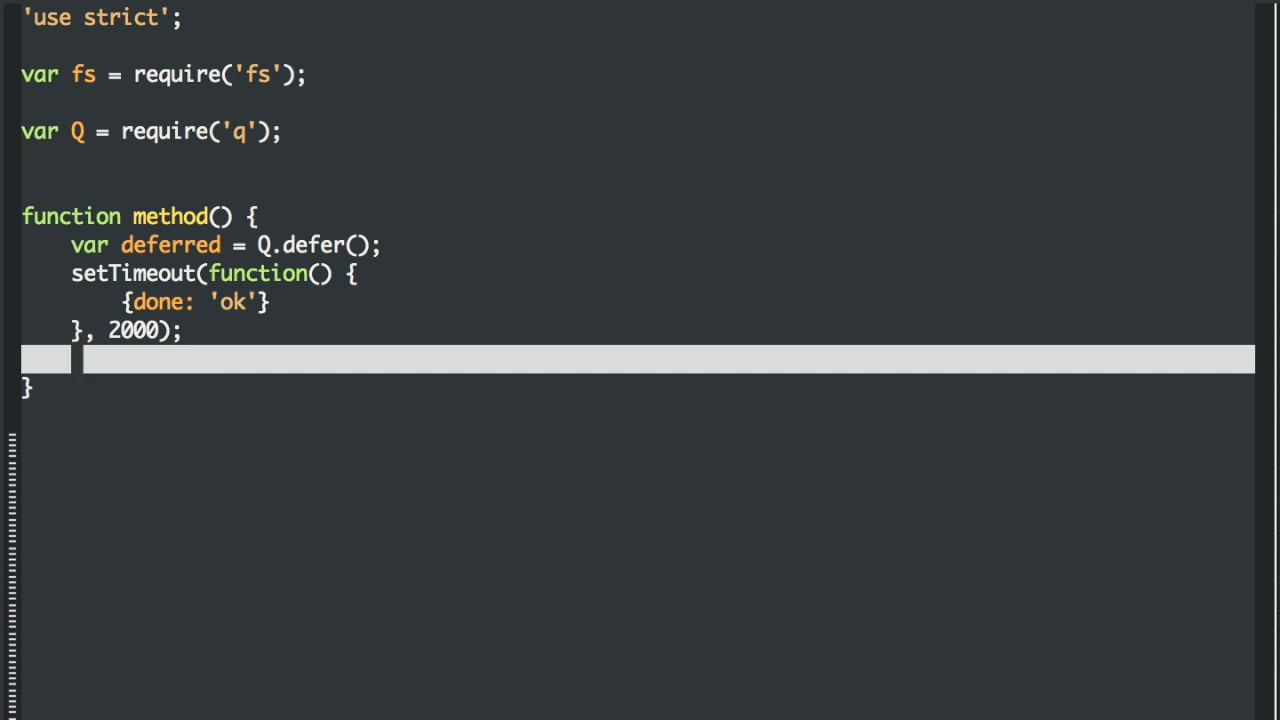 'use strict';
var fs = require('fs');
var Q = require('q');
function method() {
    var deferred = Q.defer();
    setTimeout(function() {
        {done: 'ok'}
    }, 2000);
}